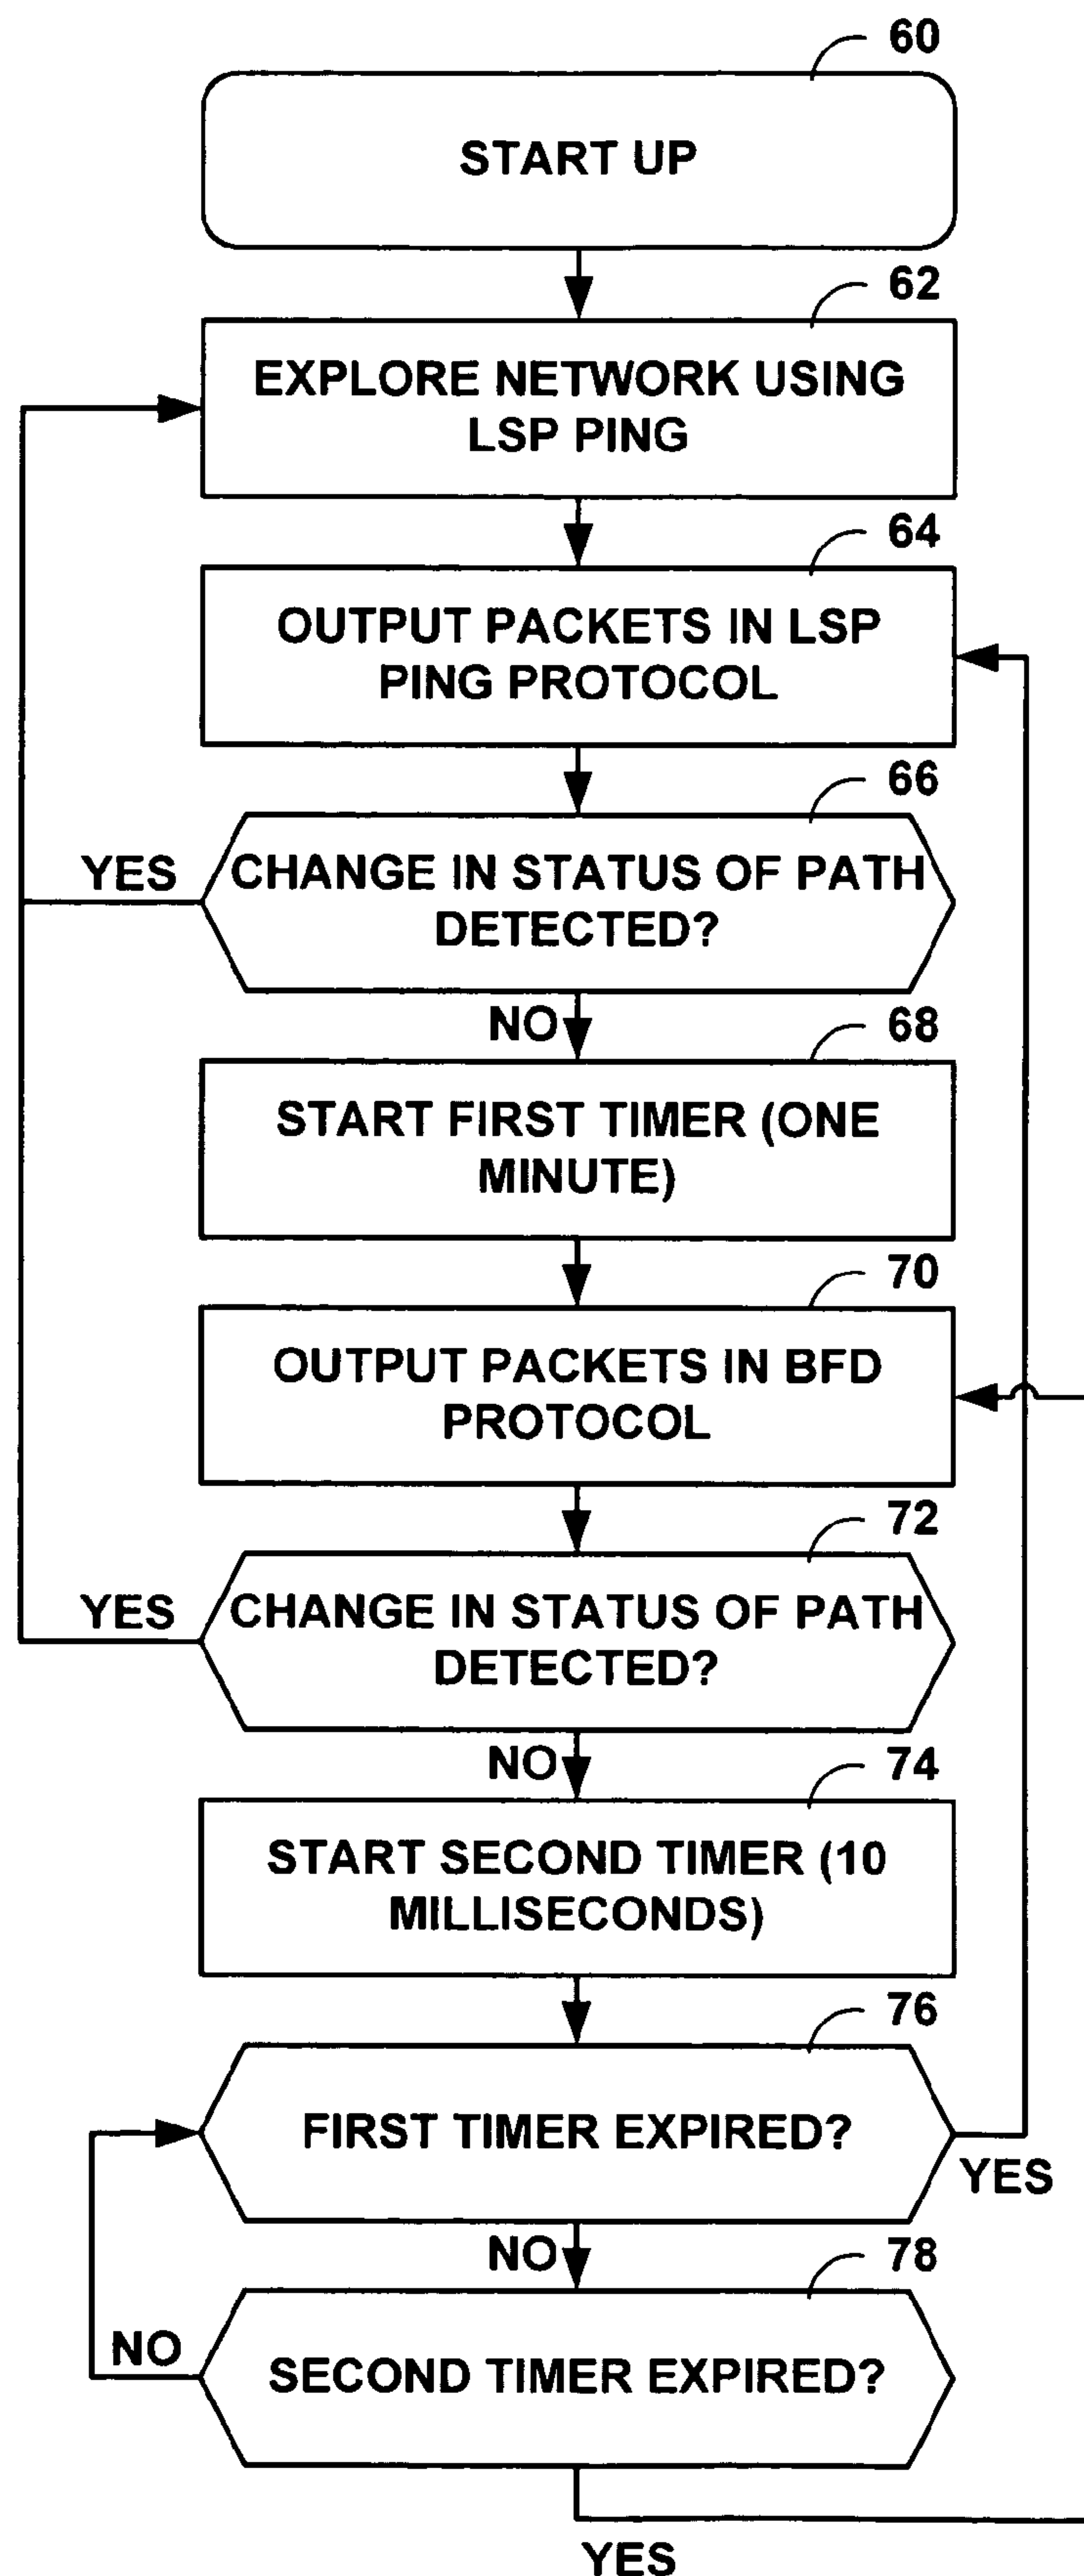 60
START UP
62
EXPLORE NETWORK USING
LSP PING
64
OUTPUT PACKETS IN LSP
PING PROTOCOL
66
YES
CHANGE IN STATUS OF PATH
DETECTED?
NO
68
START FIRST TIMER (ONE
MINUTE)
70
OUTPUT PACKETS IN BFD
PROTOCOL
72
YES
CHANGE IN STATUS OF PATH
DETECTED?
NO
74
START SECOND TIMER (10
MILLISECONDS)
76
FIRST TIMER EXPIRED?
YES
NO
78
NO
SECOND TIMER EXPIRED?
YES